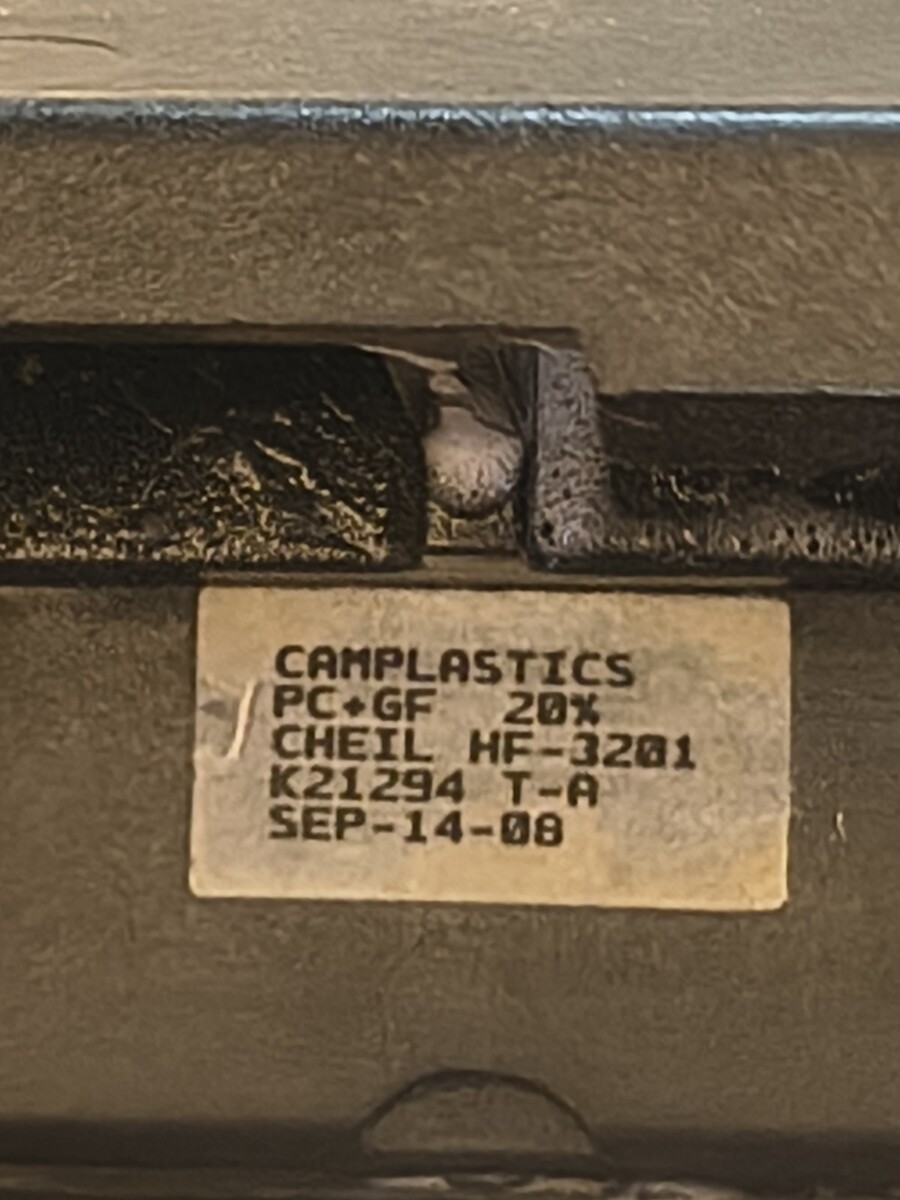 CAMPLASTICS
PC+GF 20%
CHEIL HF-3201
K21294 T-A
SEP-14-08